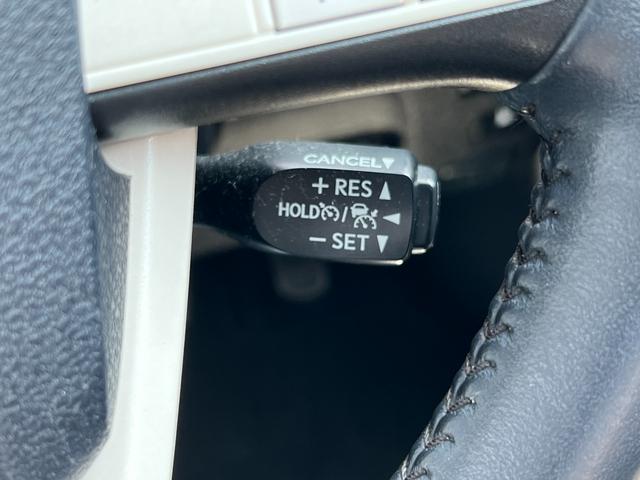 CANCEL▼
+ RES ▲
HOLD / ◀
− SET ▼